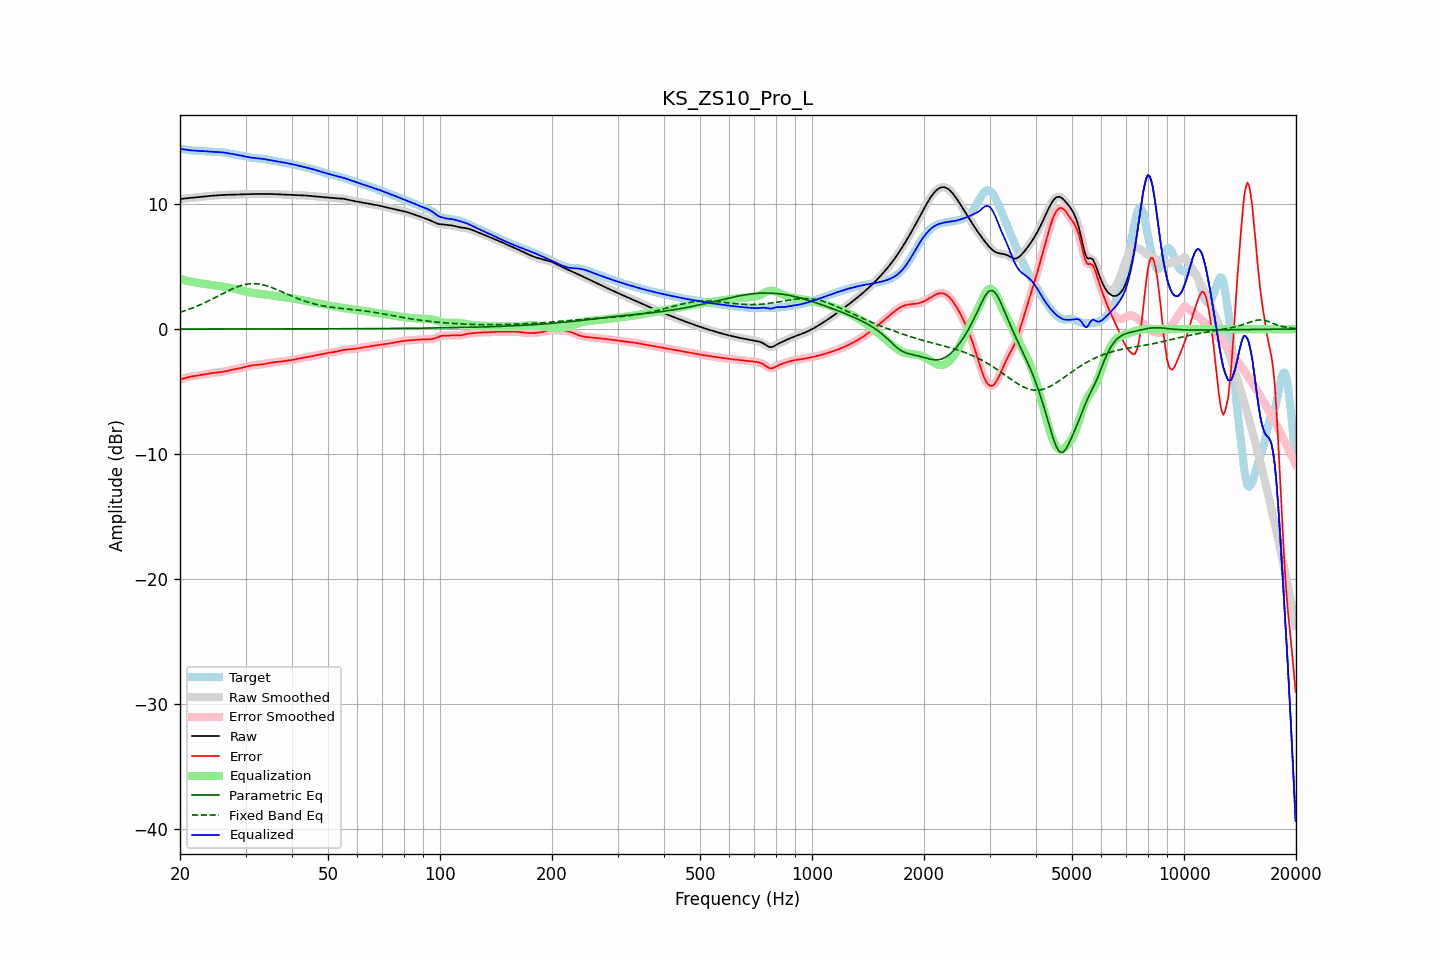 KS_ZS10_Pro_L
10
0
−10
−20
−30
−40
Amplitude (dBr)
Target
Raw Smoothed
Error Smoothed
Raw
Error
Equalization
Parametric Eq
Fixed Band Eq
Equalized
20 50 100 200 500 1000 2000 5000 10000 20000
Frequency (Hz)